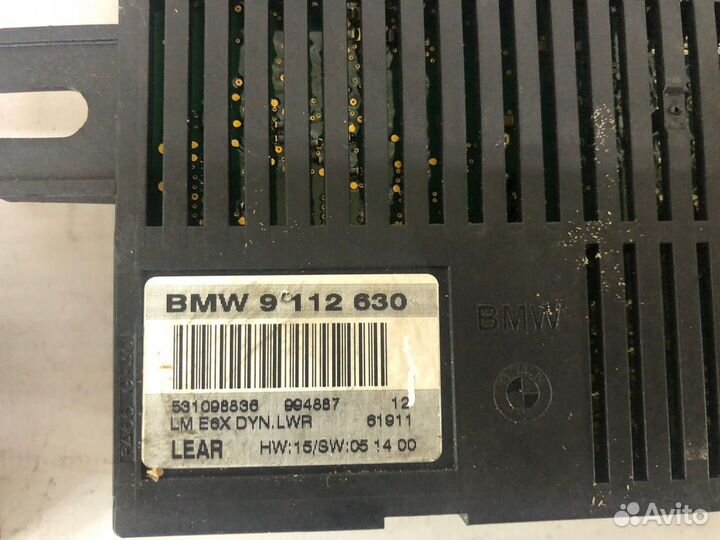 BMW 9 112 630
531098836 994887 12
LM E6X DYN.LWR 61911
LEAR HW:15/SW:05 14 00
BMW
Avito